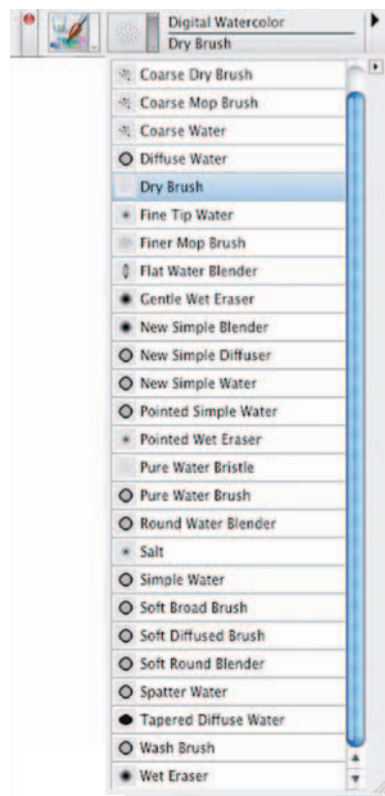 Digital Watercolor
Dry Brush
Coarse Dry Brush
Coarse Mop Brush
Coarse Water
Diffuse Water
Dry Brush
Fine Tip Water
Finer Mop Brush
Flat Water Blender
Gentle Wet Eraser
New Simple Blender
New Simple Diffuser
New Simple Water
Pointed Simple Water
Pointed Wet Eraser
Pure Water Bristle
Pure Water Brush
Round Water Blender
Salt
Simple Water
Soft Broad Brush
Soft Diffused Brush
Soft Round Blender
Spatter Water
Tapered Diffuse Water
Wash Brush
Wet Eraser